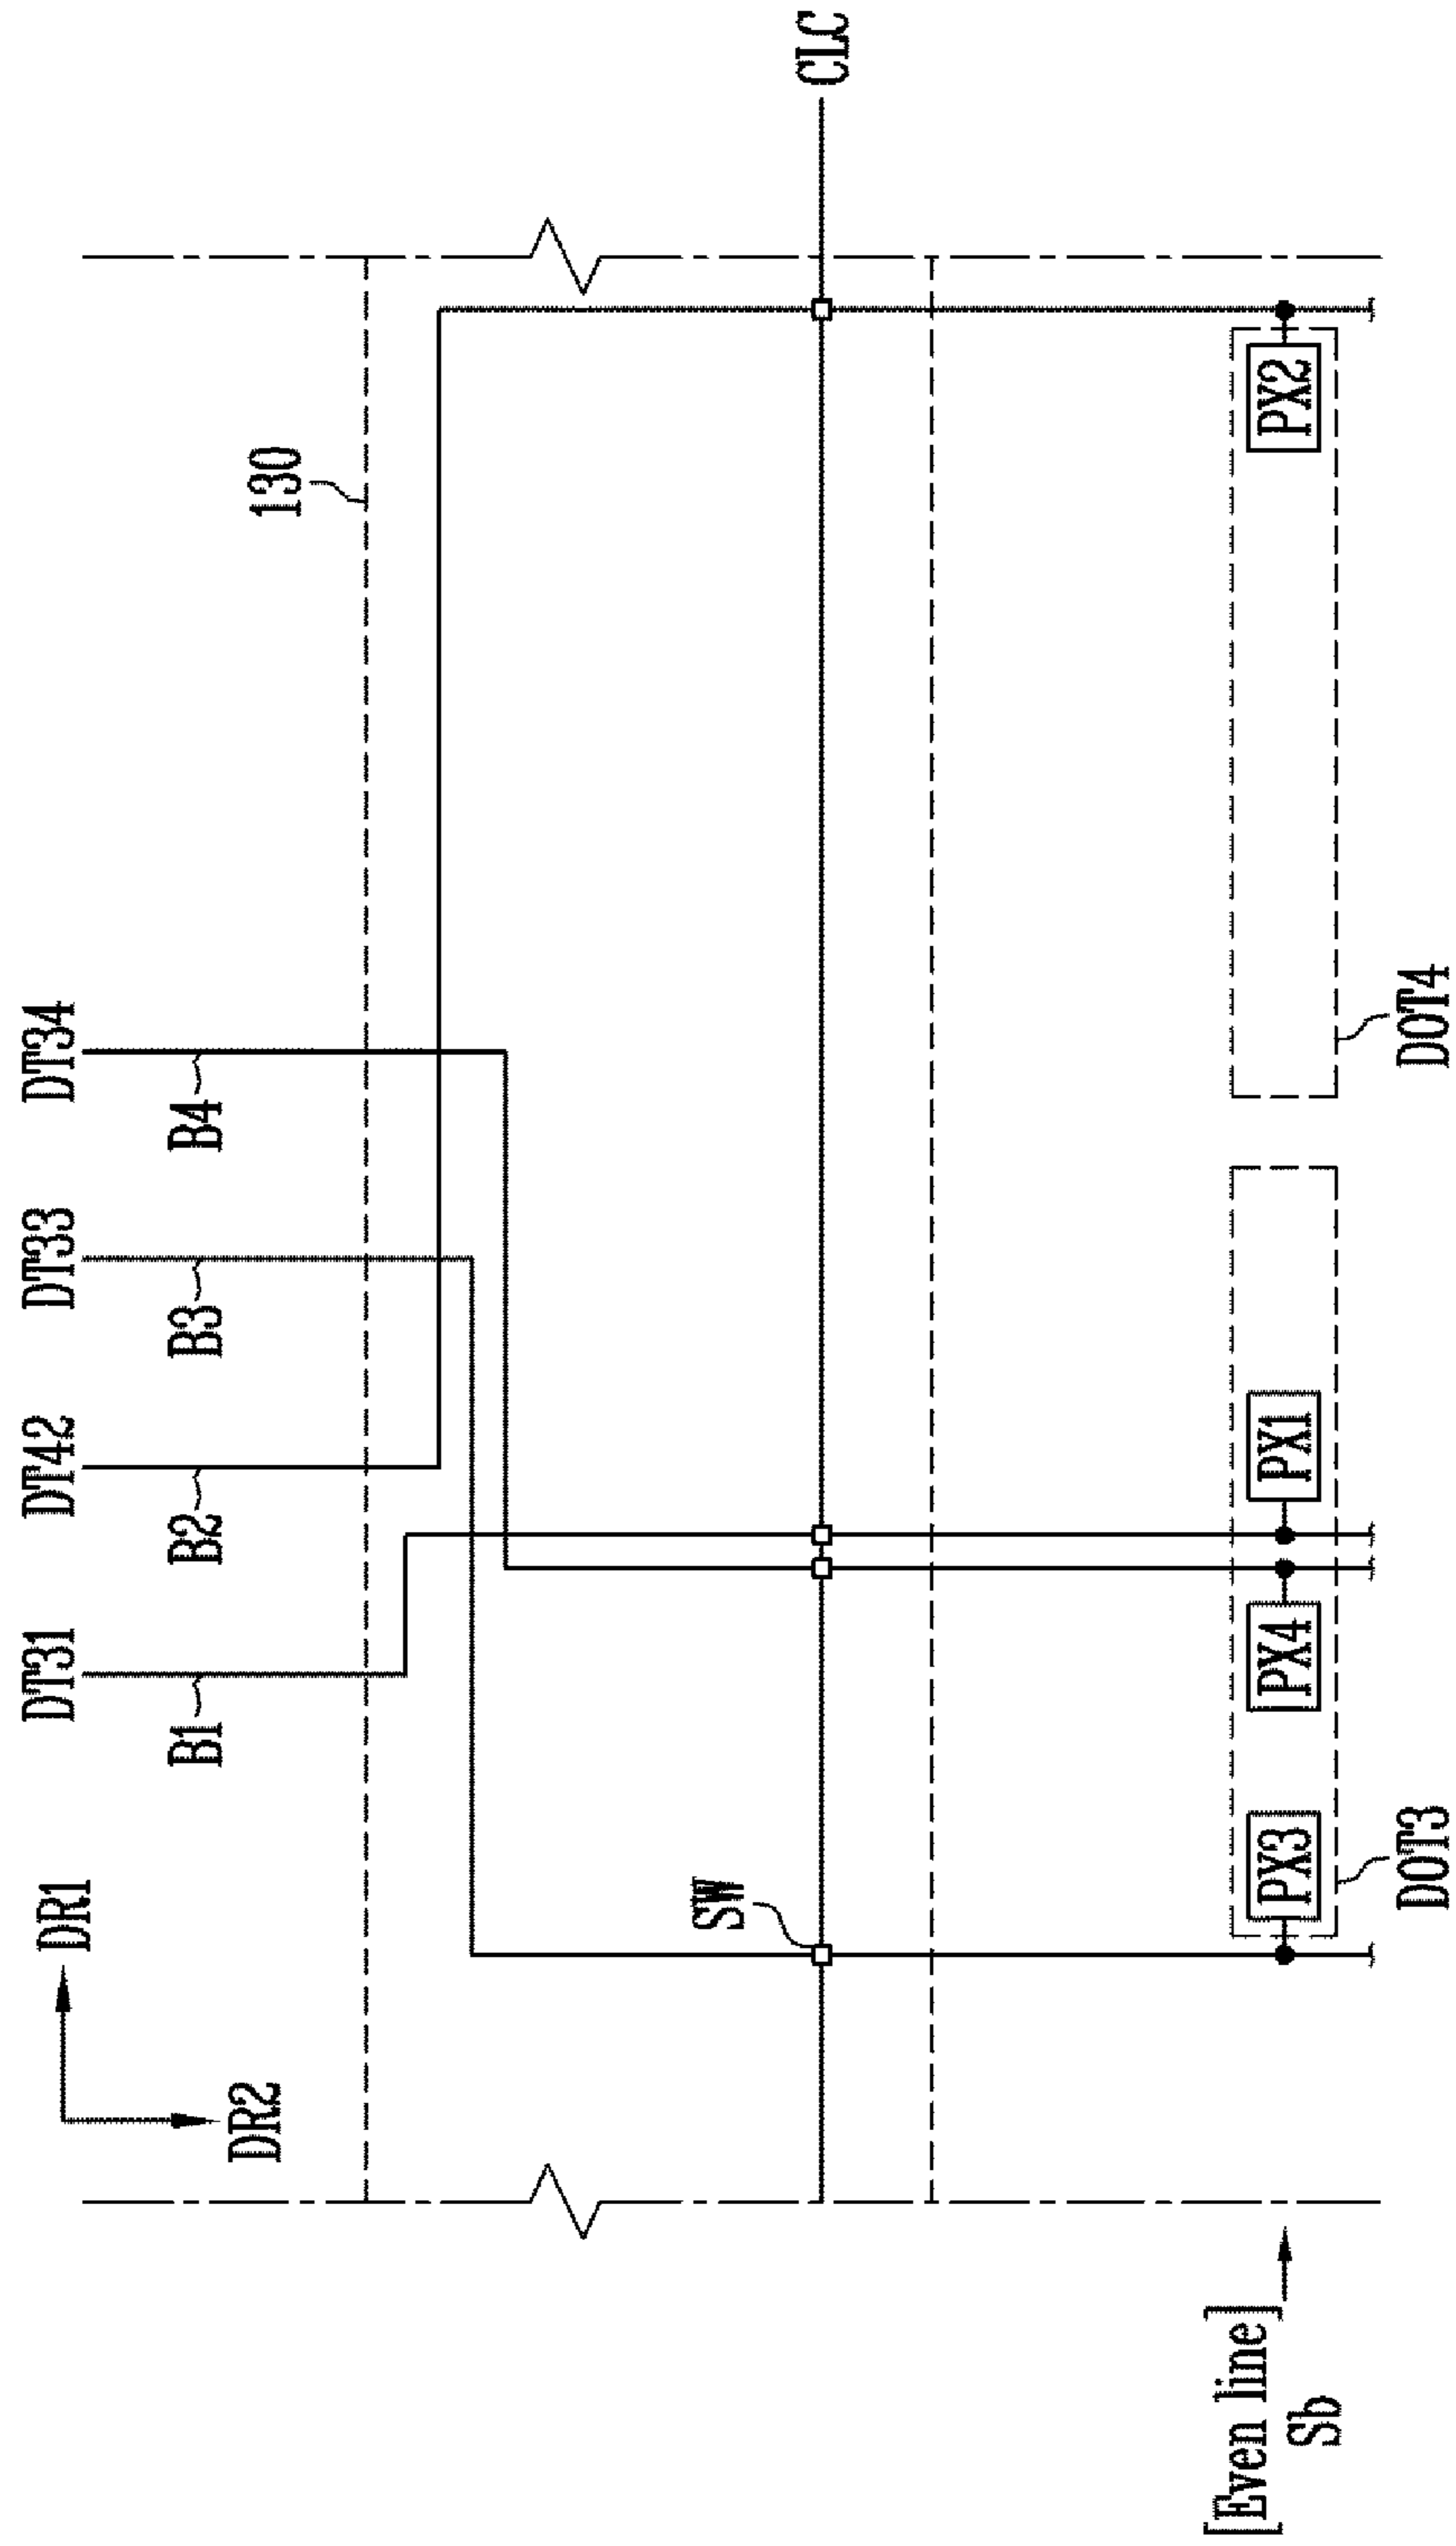 DR1
DR2
DT31
DT42
DT33
DT34
B1
B2
B3
B4
130
SW
CLC
[Even line]
Sb
PX3
PX4
PX1
PX2
DOT3
DOT4